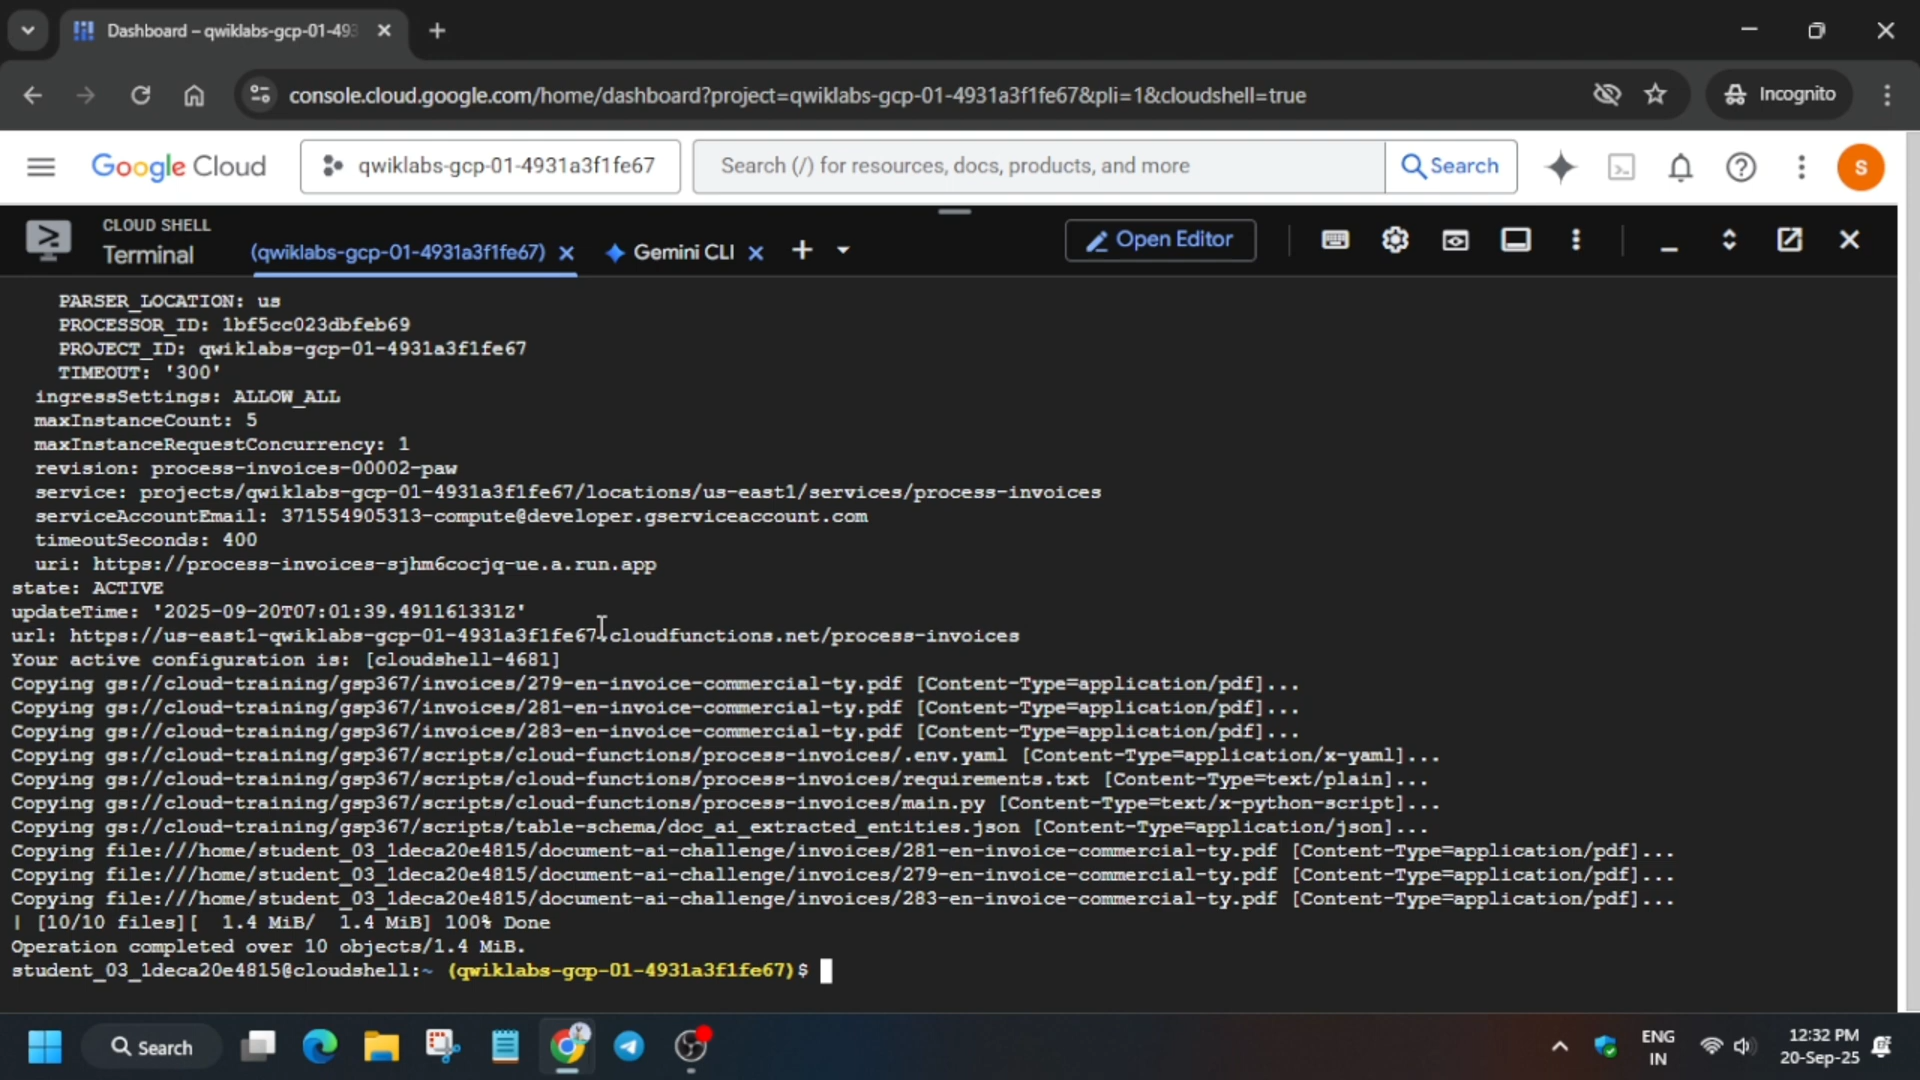 Dashboard – qwiklabs-gcp-01-493
console.cloud.google.com/home/dashboard?project=qwiklabs-gcp-01-4931a3f1fe67&pli=1&cloudshell=true
Incognito
Google Cloud
qwiklabs-gcp-01-4931a3f1fe67
Search (/) for resources, docs, products, and more
Search
S
CLOUD SHELL
Terminal
(qwiklabs-gcp-01-4931a3f1fe67)
Gemini CLI
Open Editor
PARSER_LOCATION: us
PROCESSOR_ID: 1bf5cc023dbfeb69
PROJECT_ID: qwiklabs-gcp-01-4931a3f1fe67
TIMEOUT: '300'
ingressSettings: ALLOW_ALL
maxInstanceCount: 5
maxInstanceRequestConcurrency: 1
revision: process-invoices-00002-paw
service: projects/qwiklabs-gcp-01-4931a3f1fe67/locations/us-east1/services/process-invoices
serviceAccountEmail: 371554905313-compute@developer.gserviceaccount.com
timeoutSeconds: 400
uri: https://process-invoices-sjhm6cocjq-ue.a.run.app
state: ACTIVE
updateTime: '2025-09-20T07:01:39.491161331Z'
url: https://us-east1-qwiklabs-gcp-01-4931a3f1fe67.cloudfunctions.net/process-invoices
Your active configuration is: [cloudshell-4681]
Copying gs://cloud-training/gsp367/invoices/279-en-invoice-commercial-ty.pdf [Content-Type=application/pdf]...
Copying gs://cloud-training/gsp367/invoices/281-en-invoice-commercial-ty.pdf [Content-Type=application/pdf]...
Copying gs://cloud-training/gsp367/invoices/283-en-invoice-commercial-ty.pdf [Content-Type=application/pdf]...
Copying gs://cloud-training/gsp367/scripts/cloud-functions/process-invoices/.env.yaml [Content-Type=application/x-yaml]...
Copying gs://cloud-training/gsp367/scripts/cloud-functions/process-invoices/requirements.txt [Content-Type=text/plain]...
Copying gs://cloud-training/gsp367/scripts/cloud-functions/process-invoices/main.py [Content-Type=text/x-python-script]...
Copying gs://cloud-training/gsp367/scripts/table-schema/doc_ai_extracted_entities.json [Content-Type=application/json]...
Copying file:///home/student_03_1deca20e4815/document-ai-challenge/invoices/281-en-invoice-commercial-ty.pdf [Content-Type=application/pdf]...
Copying file:///home/student_03_1deca20e4815/document-ai-challenge/invoices/279-en-invoice-commercial-ty.pdf [Content-Type=application/pdf]...
Copying file:///home/student_03_1deca20e4815/document-ai-challenge/invoices/283-en-invoice-commercial-ty.pdf [Content-Type=application/pdf]...
| [10/10 files][  1.4 MiB/  1.4 MiB] 100% Done
Operation completed over 10 objects/1.4 MiB.
student_03_1deca20e4815@cloudshell:~ (qwiklabs-gcp-01-4931a3f1fe67)$
Search
ENG
IN
12:32 PM
20-Sep-25